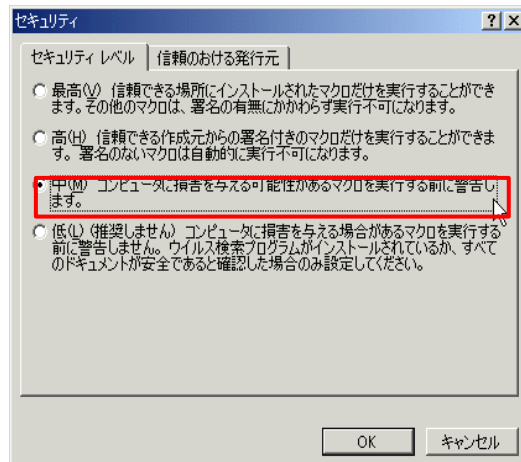 セキュリティ
セキュリティ レベル
信頼のおける発行元
最高(V) 信頼できる場所にインストールされたマクロだけを実行することができ
ます。その他のマクロは、署名の有無にかかわらず実行不可になります。
高(H) 信頼できる作成元からの署名付きのマクロだけを実行することができま
す。署名のないマクロは自動的に実行不可になります。
中(M) コンピュータに損害を与える可能性があるマクロを実行する前に警告し
ます。
低(L) (推奨しません) コンピュータに損害を与える場合があるマクロを実行する
前に警告しません。ウイルス検索プログラムがインストールされているか、すべて
のドキュメントが安全であると確認した場合のみ設定してください。
OK
キャンセル